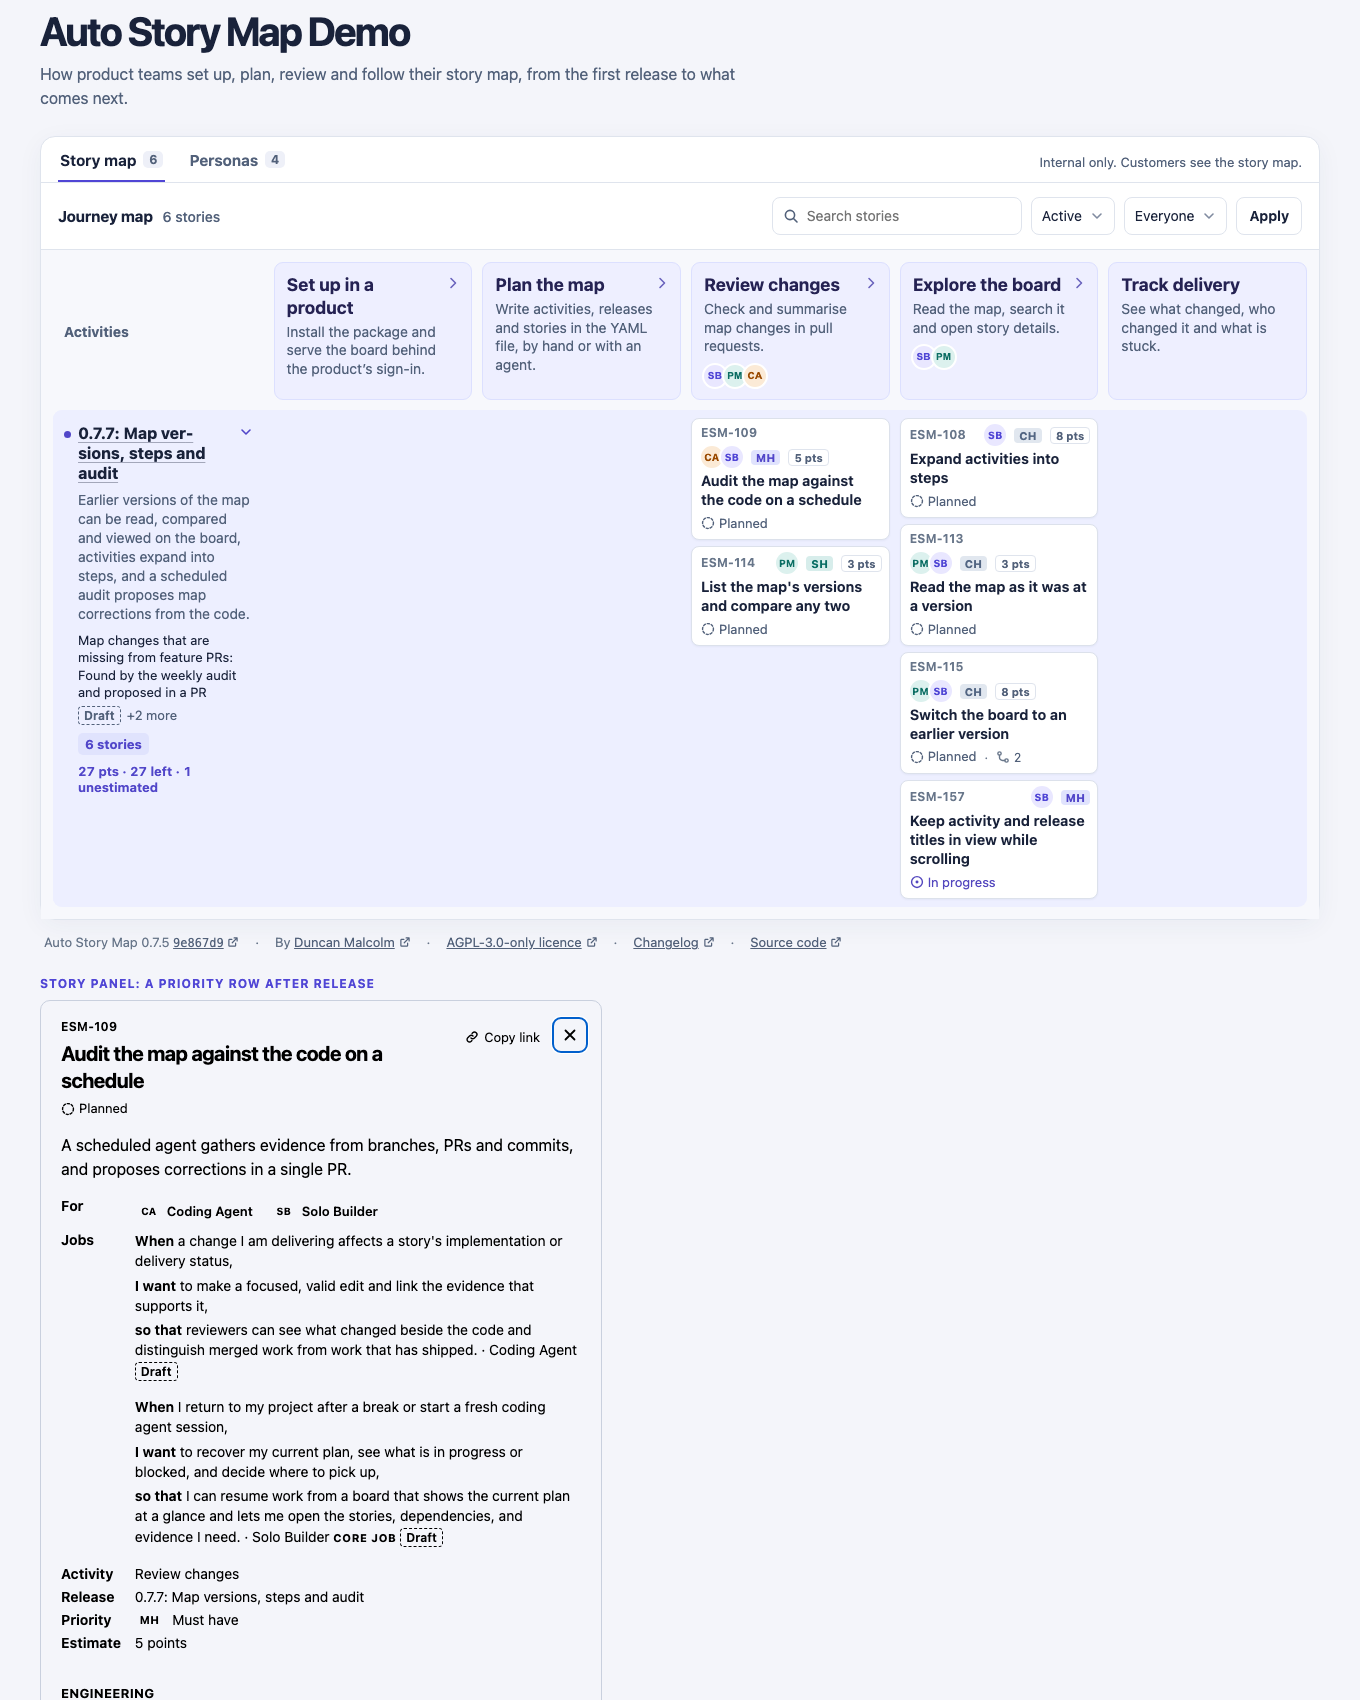 Auto Story Map Demo
How product teams set up, plan, review and follow their story map, from the first release to what
comes next.
Story map 6
Personas 4
Internal only. Customers see the story map.
Journey map 6 stories
Search stories
Active
Everyone
Apply
Activities
Set up in a
product
Install the package and
serve the board behind
the product’s sign-in.
Plan the map
Write activities, releases
and stories in the YAML
file, by hand or with an
agent.
Review changes
Check and summarise
map changes in pull
requests.
SB PM CA
Explore the board
Read the map, search it
and open story details.
SB PM
Track delivery
See what changed, who
changed it and what is
stuck.
0.7.7: Map ver-
sions, steps and
audit
Earlier versions of the map
can be read, compared
and viewed on the board,
activities expand into
steps, and a scheduled
audit proposes map
corrections from the code.
Map changes that are
missing from feature PRs:
Found by the weekly audit
and proposed in a PR
Draft +2 more
6 stories
27 pts · 27 left · 1
unestimated
ESM-109
CA SB MH 5 pts
Audit the map against
the code on a schedule
Planned
ESM-114 PM SH 3 pts
List the map's versions
and compare any two
Planned
ESM-108 SB CH 8 pts
Expand activities into
steps
Planned
ESM-113
PM SB CH 3 pts
Read the map as it was at
a version
Planned
ESM-115
PM SB CH 8 pts
Switch the board to an
earlier version
Planned · 2
ESM-157 SB MH
Keep activity and release
titles in view while
scrolling
In progress
Auto Story Map 0.7.5 9e867d9 · By Duncan Malcolm · AGPL-3.0-only licence · Changelog · Source code
STORY PANEL: A PRIORITY ROW AFTER RELEASE
ESM-109
Copy link
Audit the map against the code on a
schedule
Planned
A scheduled agent gathers evidence from branches, PRs and commits,
and proposes corrections in a single PR.
For CA Coding Agent SB Solo Builder
Jobs When a change I am delivering affects a story's implementation or
delivery status,
I want to make a focused, valid edit and link the evidence that
supports it,
so that reviewers can see what changed beside the code and
distinguish merged work from work that has shipped. · Coding Agent
Draft
When I return to my project after a break or start a fresh coding
agent session,
I want to recover my current plan, see what is in progress or
blocked, and decide where to pick up,
so that I can resume work from a board that shows the current plan
at a glance and lets me open the stories, dependencies, and
evidence I need. · Solo Builder CORE JOB Draft
Activity Review changes
Release 0.7.7: Map versions, steps and audit
Priority MH Must have
Estimate 5 points
ENGINEERING